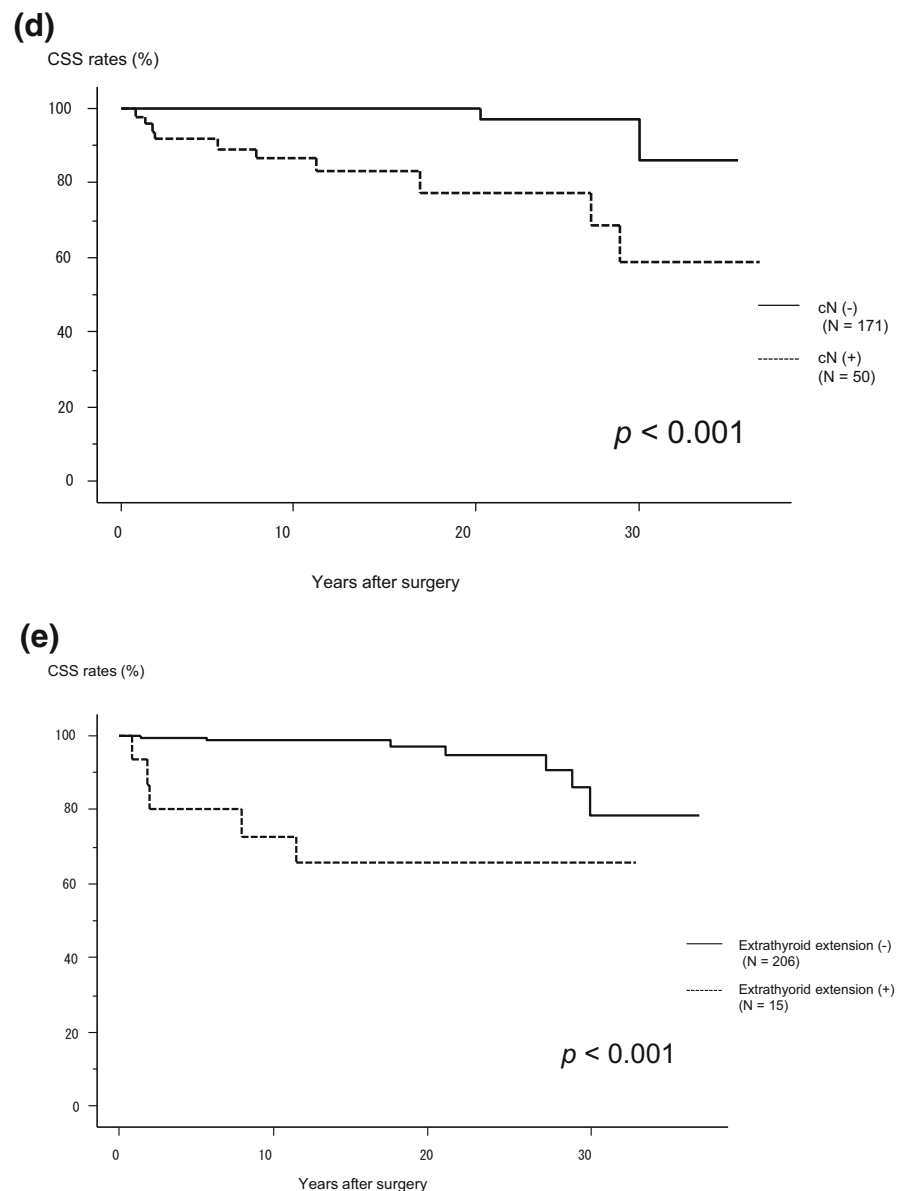 (d)
CSS rates (%)
100
80
60
40
20
0
0 10 20 30
Years after surgery
cN (-)
(N = 171)
cN (+)
(N = 50)
p < 0.001
(e)
CSS rates (%)
100
80
60
40
20
0
0 10 20 30
Years after surgery
Extrathyroid extension (-)
(N = 206)
Extrathyorid extension (+)
(N = 15)
p < 0.001